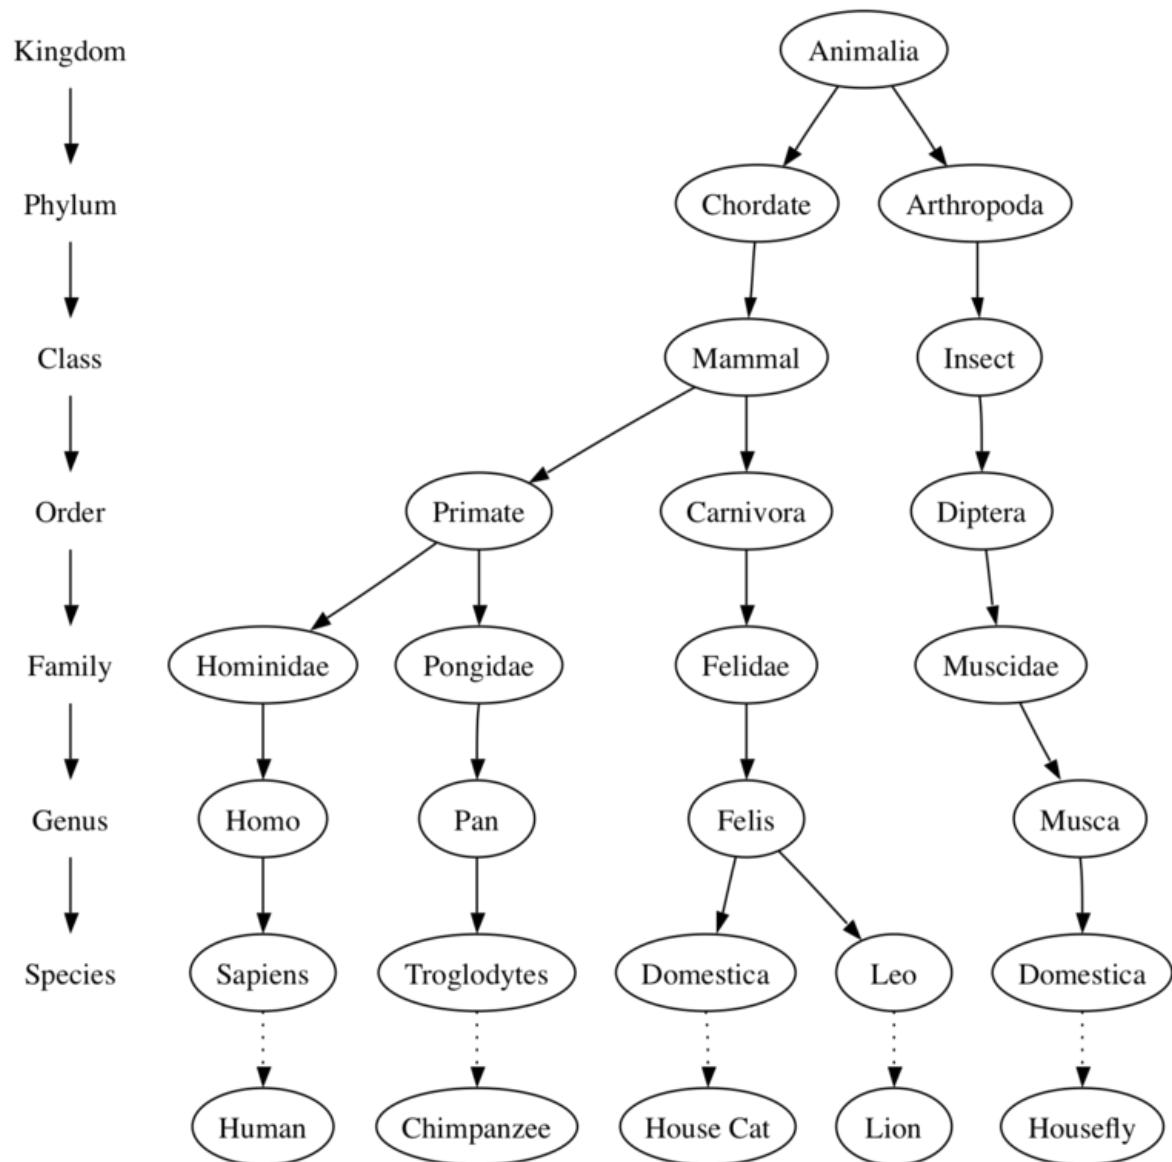 Kingdom Animalia
Phylum Chordate Arthropoda
Class Mammal Insect
Order Primate Carnivora Diptera
Family Hominidae Pongidae Felidae Muscidae
Genus Homo Pan Felis Musca
Species Sapiens Troglodytes Domestica Leo Domestica
Human Chimpanzee House Cat Lion Housefly